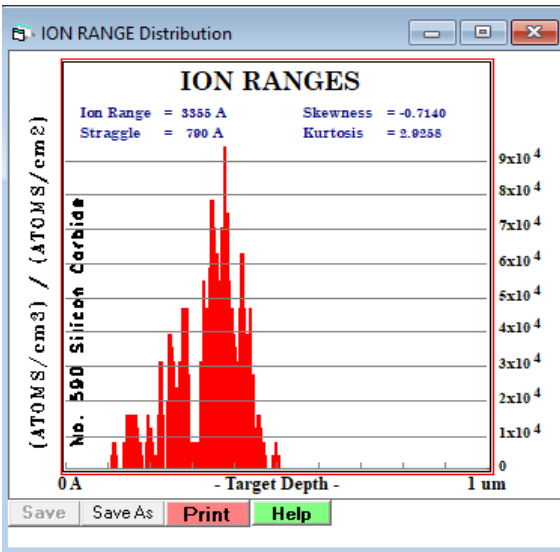 ION RANGE Distribution
ION RANGES
Ion Range = 3355 A
Skewness = -0.7140
Straggle = 790 A
Kurtosis = 2.9258
(ATOMS/cm3) / (ATOMS/cm2)
No. 590 Silicon Carbide
9x10 4
8x10 4
7x10 4
6x10 4
5x10 4
4x10 4
3x10 4
2x10 4
1x10 4
0
0 A
- Target Depth -
1 um
Save
Save As
Print
Help